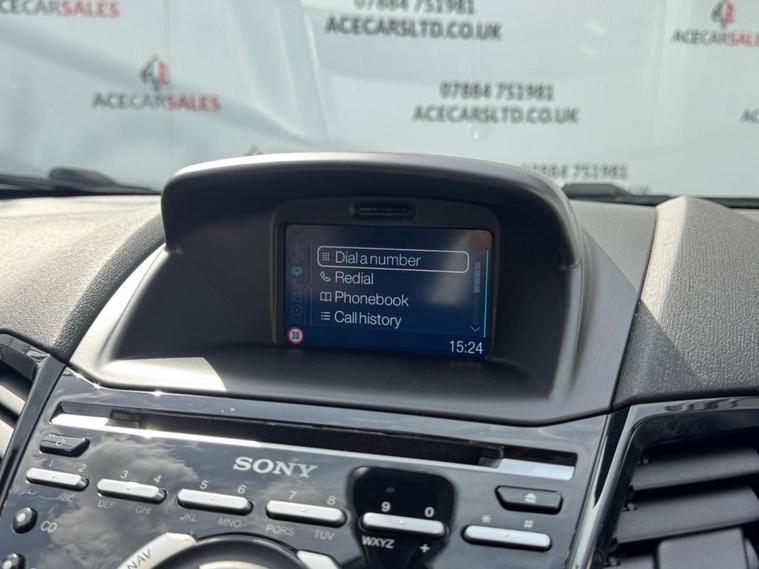 CARSALES
07884 751981
ACECARSLTD.CO.UK
ACECARSALES
ACECARSALES
07884 751981
ACECARSLTD.CO.UK
07884 751981
Dial a number
Redial
Phonebook
Call history
30
15:24
SONY
1 2
ABC
3 4
DEF GHI
5 6
JKL MNO
7 8
PQRS TUV
9 0
WXYZ +
* #
CD
NAV